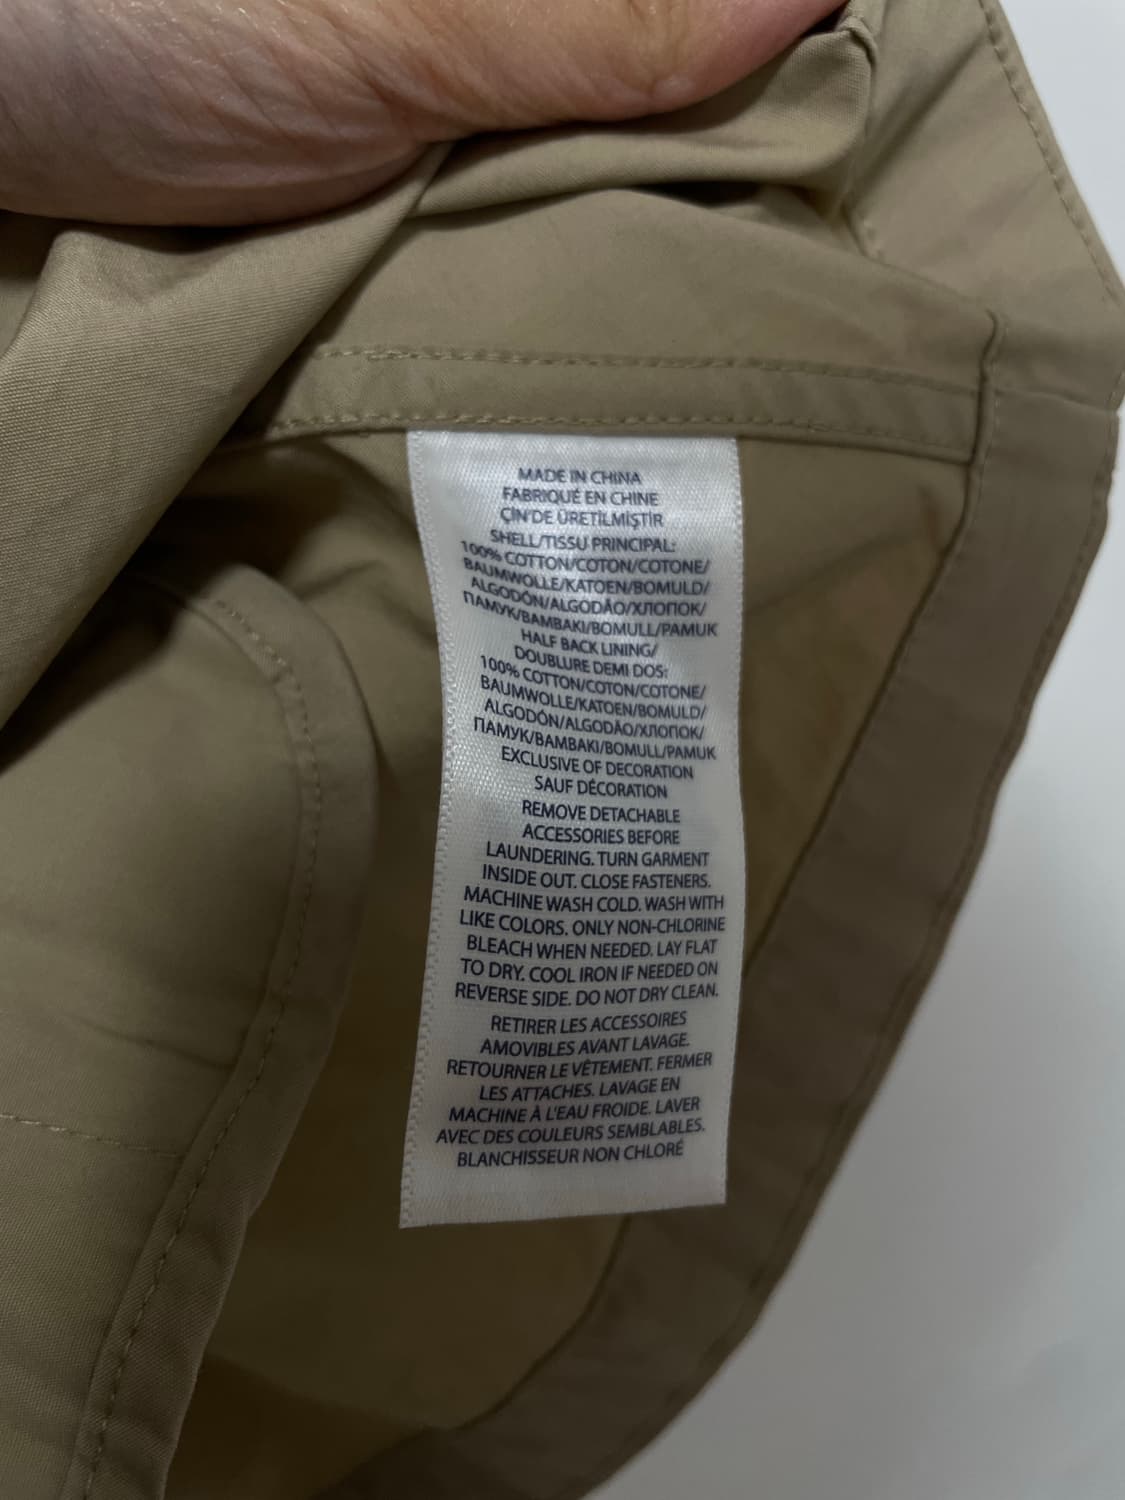 MADE IN CHINA
FABRIQUÉ EN CHINE
ÇİN'DE ÜRETİLMİŞTİR
SHELL/TISSU PRINCIPAL:
100% COTTON/COTON/COTONE/
BAUMWOLLE/KATOEN/BOMULD/
ALGODÓN/ALGODÃO/ХЛОПОК/
ПАМУК/BAMBAKI/BOMULL/PAMUK
HALF BACK LINING/
DOUBLURE DEMI DOS:
100% COTTON/COTON/COTONE/
BAUMWOLLE/KATOEN/BOMULD/
ALGODÓN/ALGODÃO/ХЛОПОК/
ПАМУК/BAMBAKI/BOMULL/PAMUK
EXCLUSIVE OF DECORATION
SAUF DÉCORATION
REMOVE DETACHABLE
ACCESSORIES BEFORE
LAUNDERING. TURN GARMENT
INSIDE OUT. CLOSE FASTENERS.
MACHINE WASH COLD. WASH WITH
LIKE COLORS. ONLY NON-CHLORINE
BLEACH WHEN NEEDED. LAY FLAT
TO DRY. COOL IRON IF NEEDED ON
REVERSE SIDE. DO NOT DRY CLEAN.
RETIRER LES ACCESSOIRES
AMOVIBLES AVANT LAVAGE.
RETOURNER LE VÊTEMENT. FERMER
LES ATTACHES. LAVAGE EN
MACHINE À L'EAU FROIDE. LAVER
AVEC DES COULEURS SEMBLABLES.
BLANCHISSEUR NON CHLORÉ